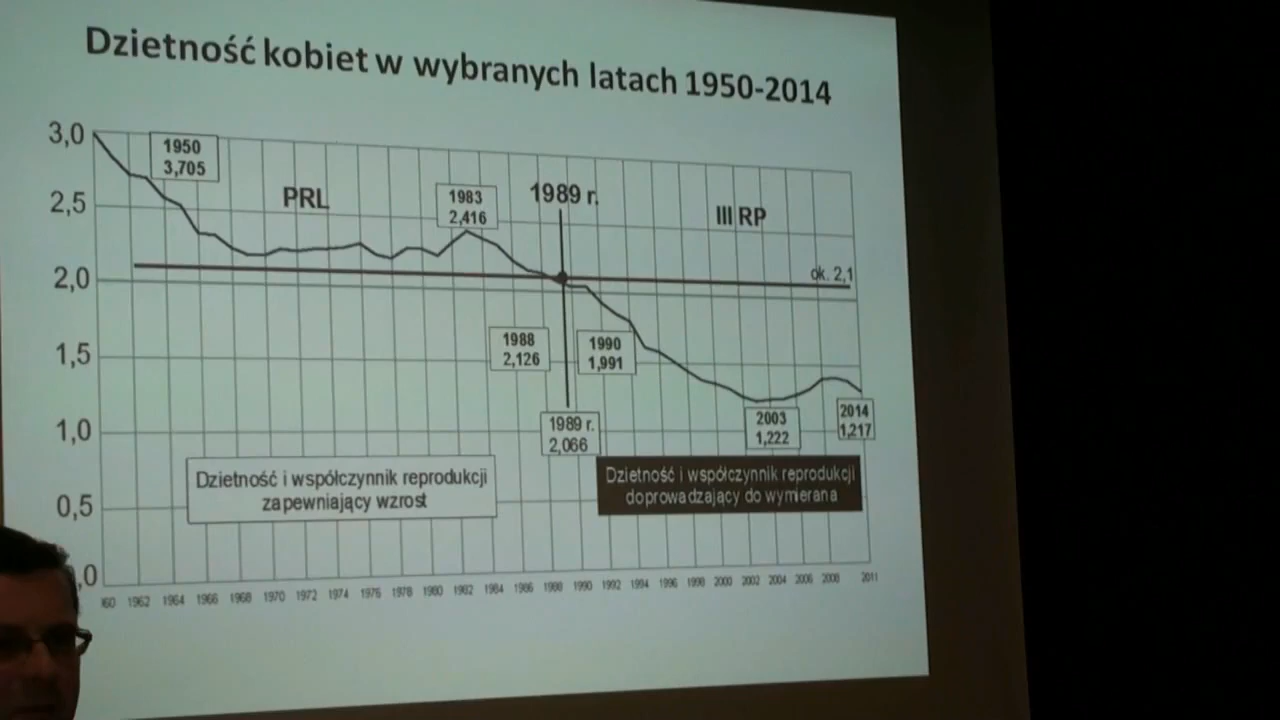 Dzietność kobiet w wybranych latach 1950-2014
3,0
1950
3,705
PRL
1983
2,416
1989 r.
III RP
2,5
ok. 2,1
2,0
1988
2,126
1990
1,991
1,5
1989 r.
2,066
2003
1,222
2014
1,217
1,0
Dzietność i współczynnik reprodukcji
zapewniający wzrost
Dzietność i współczynnik reprodukcji
doprowadzający do wymierana
0,5
,0
60 1962 1964 1966 1968 1970 1972 1974 1976 1978 1980 1982 1984 1986 1988 1990 1992 1994 1996 1998 2000 2002 2004 2006 2008 2011